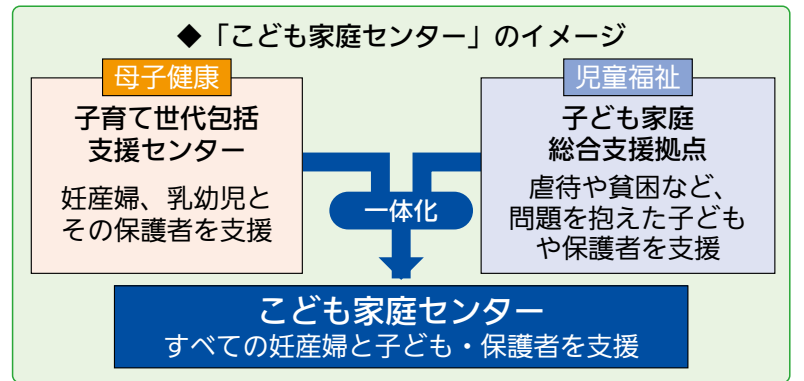 ◆「こども家庭センター」のイメージ
母子健康
子育て世代包括
支援センター
妊産婦、乳幼児と
その保護者を支援
児童福祉
子ども家庭
総合支援拠点
虐待や貧困など、
問題を抱えた子ども
や保護者を支援
一体化
こども家庭センター
すべての妊産婦と子ども・保護者を支援